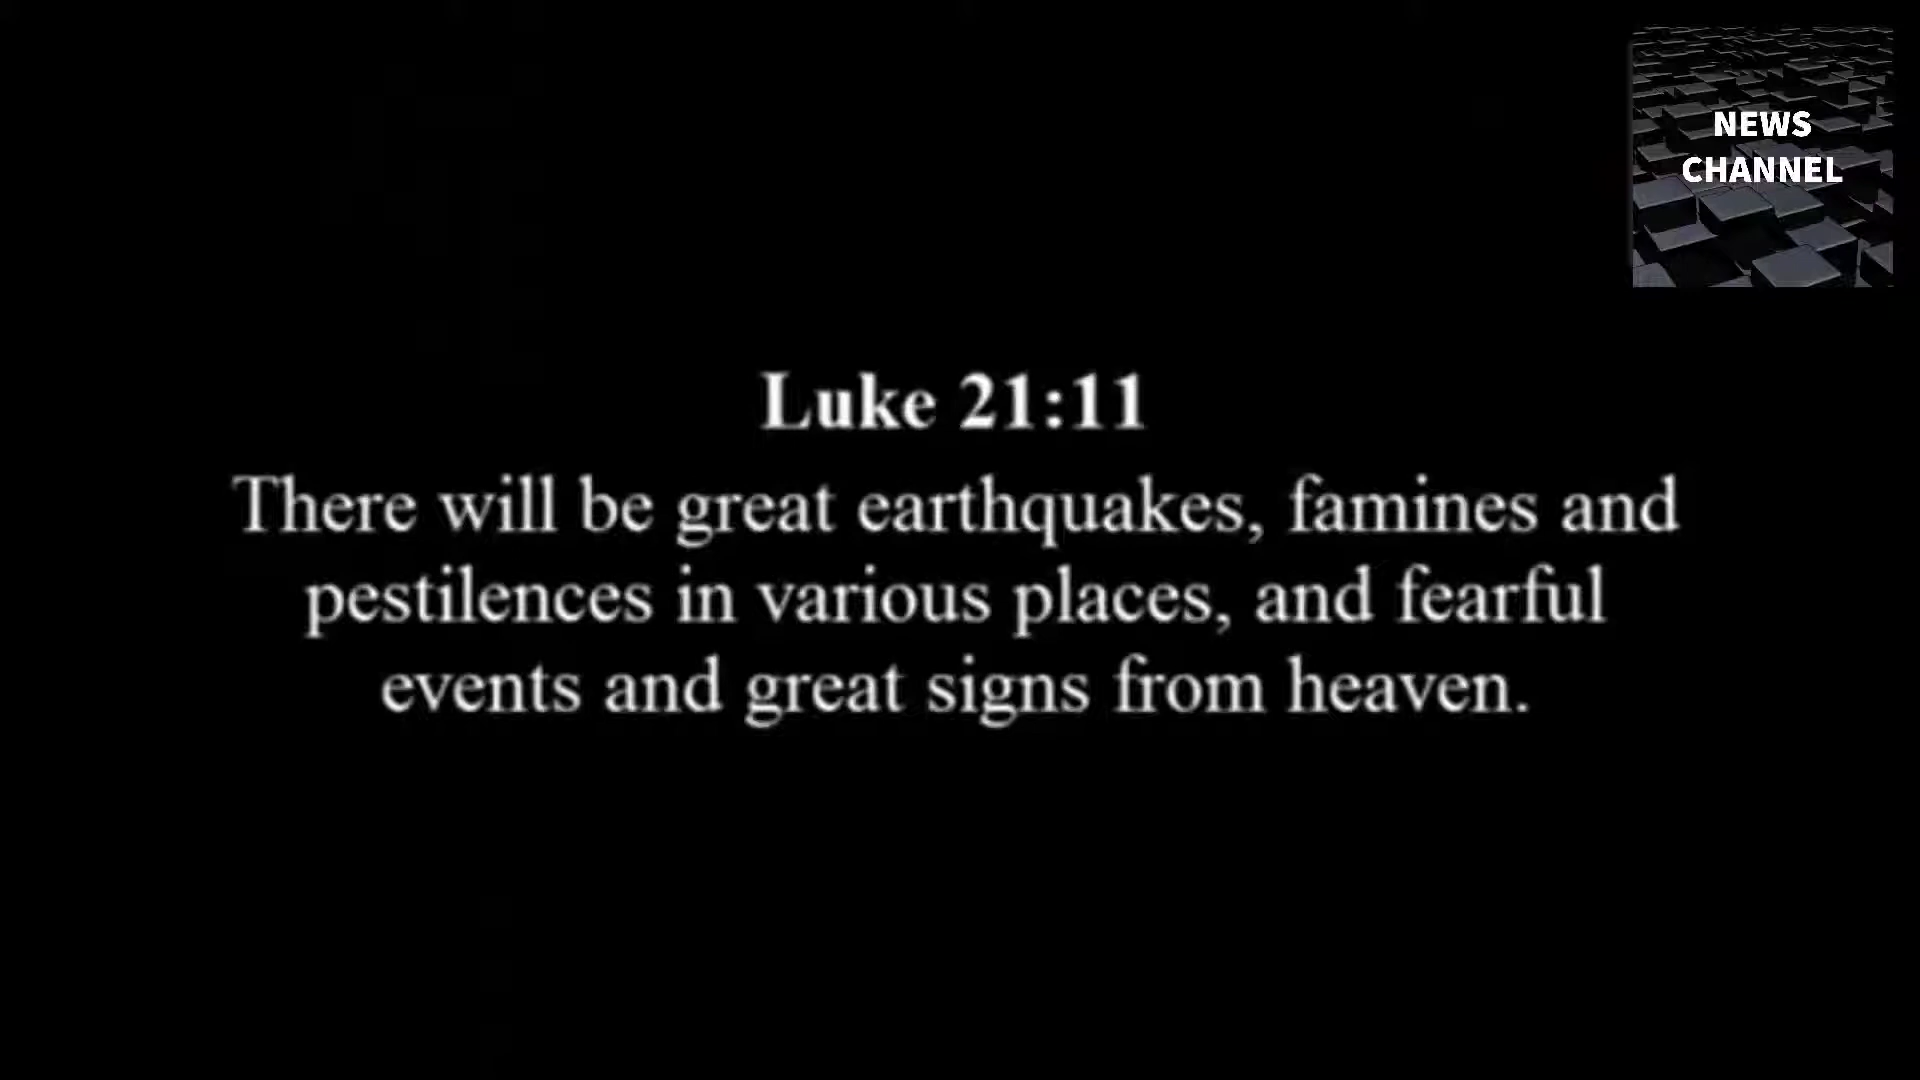 NEWS
CHANNEL
Luke 21:11
There will be great earthquakes, famines and
pestilences in various places, and fearful
events and great signs from heaven.